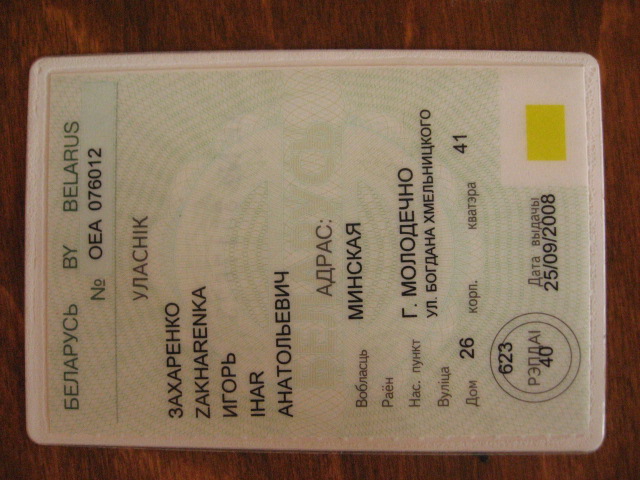 БЕЛАРУСЬ BY BELARUS
№ OEA 076012
УЛАСНІК
ЗАХАРЕНКО
ZAKHARENKA
ИГОРЬ
IHAR
АНАТОЛЬЕВИЧ
АДРАС:
Вобласць МИНСКАЯ
Раён
Нас. пункт Г. МОЛОДЕЧНО
Вуліца УЛ. БОГДАНА ХМЕЛЬНИЦКОГО
Дом 26 корп. кватэра 41
623
РЭПДАІ
40
Дата выдачы
25/09/2008